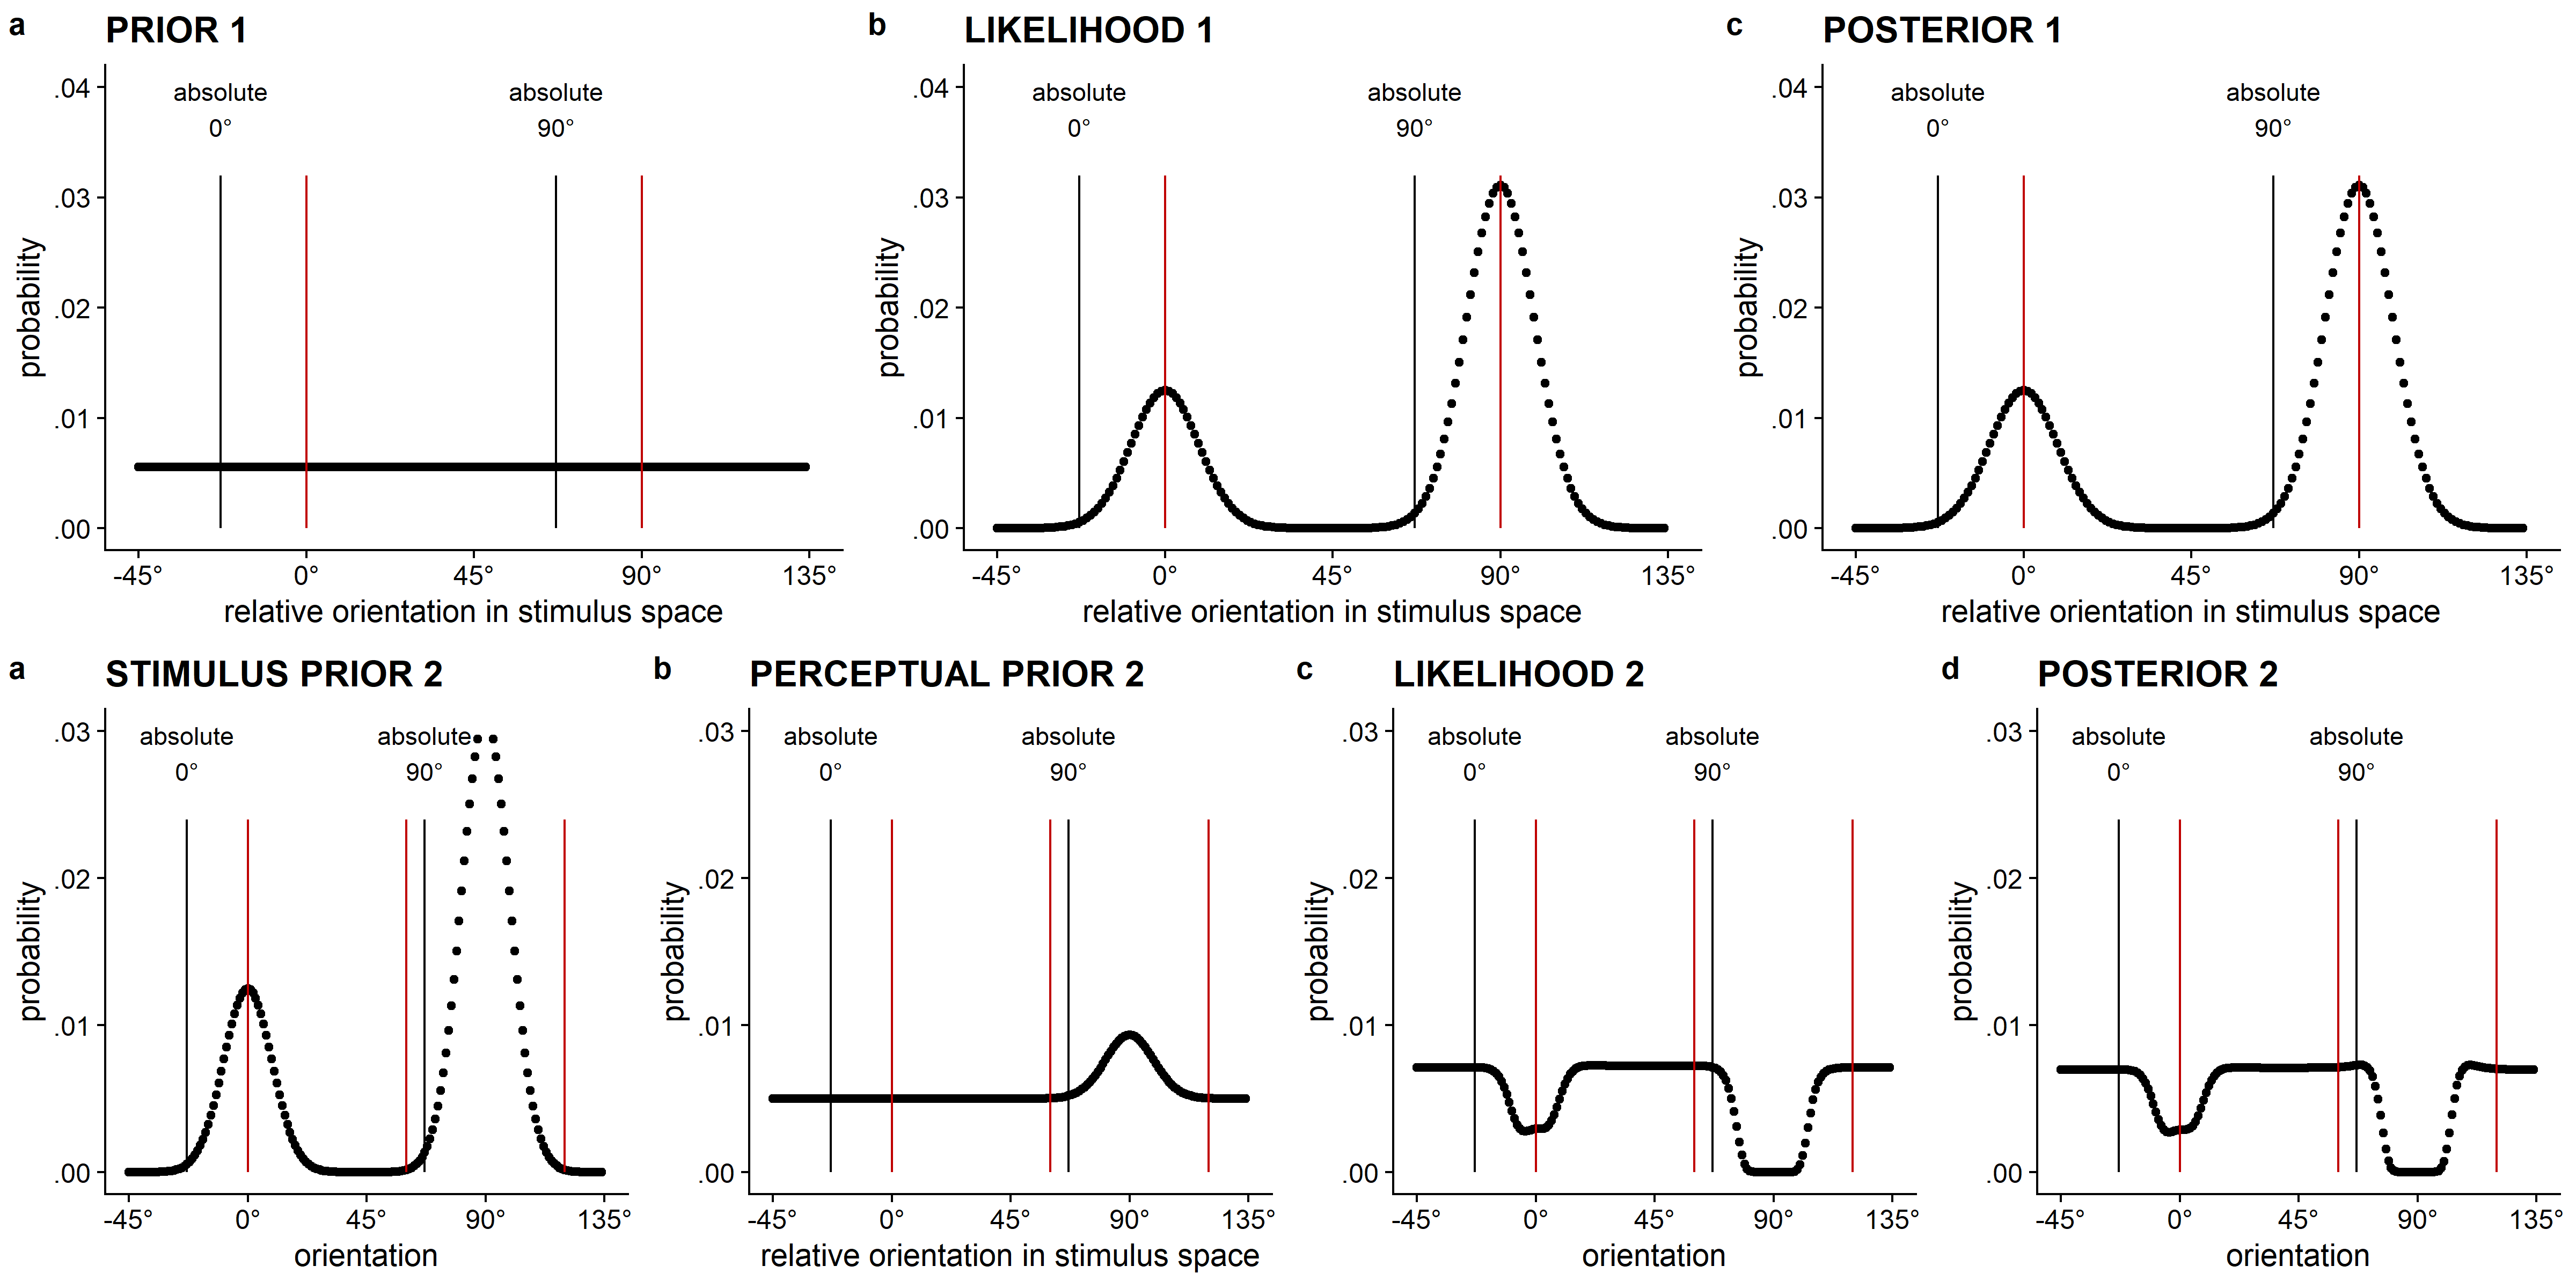 a PRIOR 1
.04
.03
.02
.01
.00
probability
absolute
0°
absolute
90°
-45° 0° 45° 90° 135°
relative orientation in stimulus space
b LIKELIHOOD 1
.04
.03
.02
.01
.00
probability
absolute
0°
absolute
90°
-45° 0° 45° 90° 135°
relative orientation in stimulus space
c POSTERIOR 1
.04
.03
.02
.01
.00
probability
absolute
0°
absolute
90°
-45° 0° 45° 90° 135°
relative orientation in stimulus space
a STIMULUS PRIOR 2
.03
.02
.01
.00
probability
absolute
0°
absolute
90°
-45° 0° 45° 90° 135°
orientation
b PERCEPTUAL PRIOR 2
.03
.02
.01
.00
probability
absolute
0°
absolute
90°
-45° 0° 45° 90° 135°
relative orientation in stimulus space
c LIKELIHOOD 2
.03
.02
.01
.00
probability
absolute
0°
absolute
90°
-45° 0° 45° 90° 135°
orientation
d POSTERIOR 2
.03
.02
.01
.00
probability
absolute
0°
absolute
90°
-45° 0° 45° 90° 135°
orientation